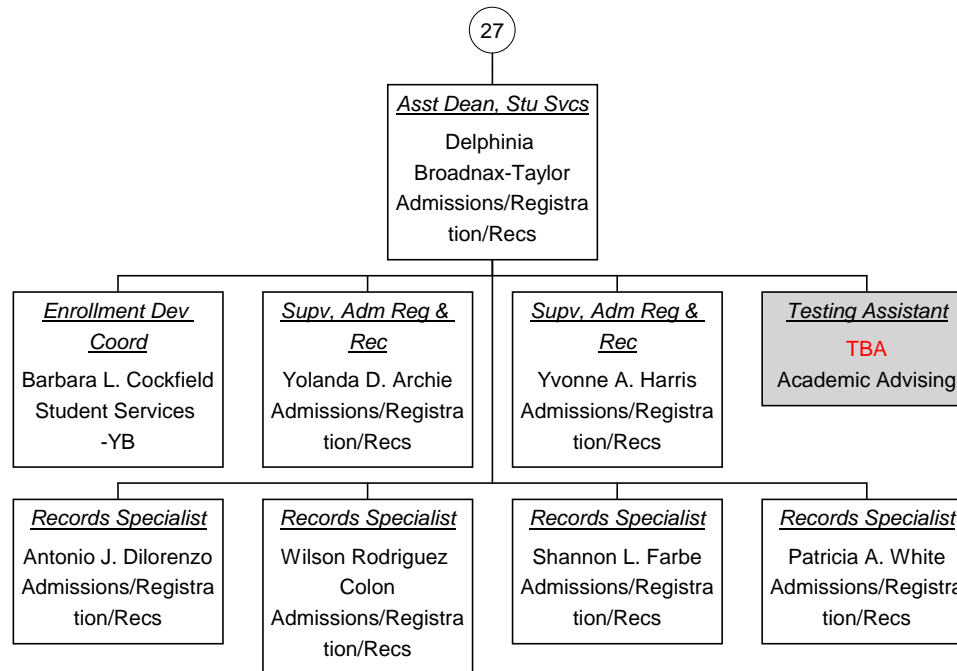 27
Asst Dean, Stu Svcs
Delphinia
Broadnax-Taylor
Admissions/Registra
tion/Recs
Enrollment Dev
Coord
Barbara L. Cockfield
Student Services
-YB
Supv, Adm Reg &
Rec
Yolanda D. Archie
Admissions/Registra
tion/Recs
Supv, Adm Reg &
Rec
Yvonne A. Harris
Admissions/Registra
tion/Recs
Testing Assistant
TBA
Academic Advising
Records Specialist
Antonio J. Dilorenzo
Admissions/Registra
tion/Recs
Records Specialist
Wilson Rodriguez
Colon
Admissions/Registra
tion/Recs
Records Specialist
Shannon L. Farbe
Admissions/Registra
tion/Recs
Records Specialist
Patricia A. White
Admissions/Registra
tion/Recs